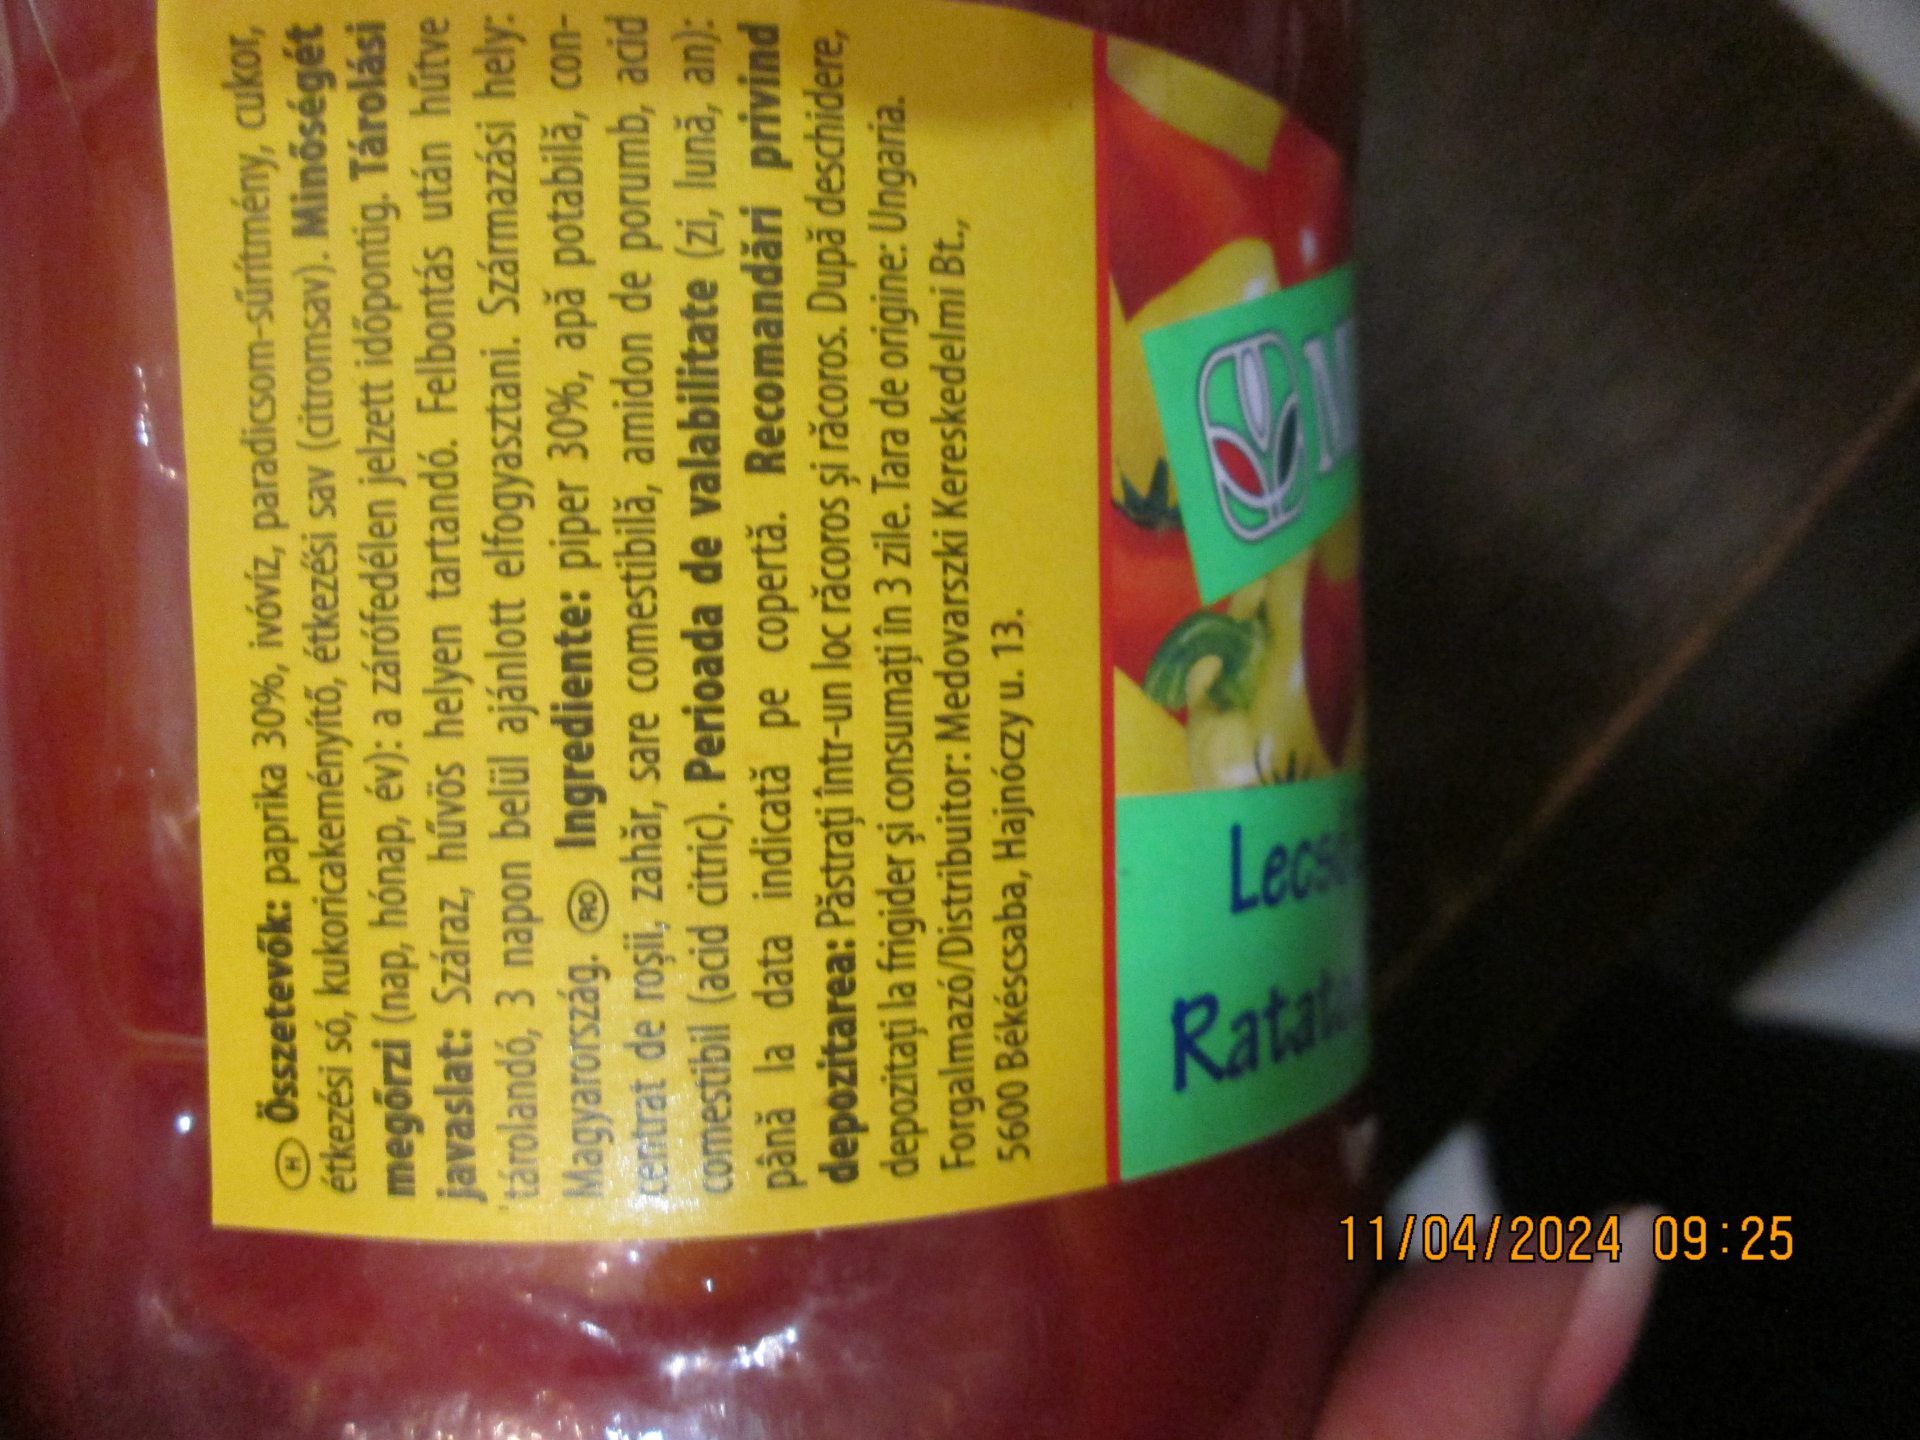 (H) Összetevők: paprika 30%, ivóvíz, paradicsom-sűrítmény, cukor,
étkezési só, kukoricakeményítő, étkezési sav (citromsav). Minőségét
megőrzi (nap, hónap, év): a zárófedélen jelzett időpontig. Tárolási
javaslat: Száraz, hűvös helyen tartandó. Felbontás után hűtve
tárolandó, 3 napon belül ajánlott elfogyasztani. Származási hely:
Magyarország. (RO) Ingrediente: piper 30%, apă potabilă, con-
centrat de roșii, zahăr, sare comestibilă, amidon de porumb, acid
comestibil (acid citric). Perioada de valabilitate (zi, lună, an):
până la data indicată pe copertă. Recomandări privind
depozitarea: Păstrați într-un loc răcoros și răcoros. După deschidere,
depozitați la frigider și consumați în 3 zile. Tara de origine: Ungaria.
Forgalmazó/Distribuitor: Medovarszki Kereskedelmi Bt.,
5600 Békéscsaba, Hajnóczy u. 13.
Lecsó
11/04/2024 09:25